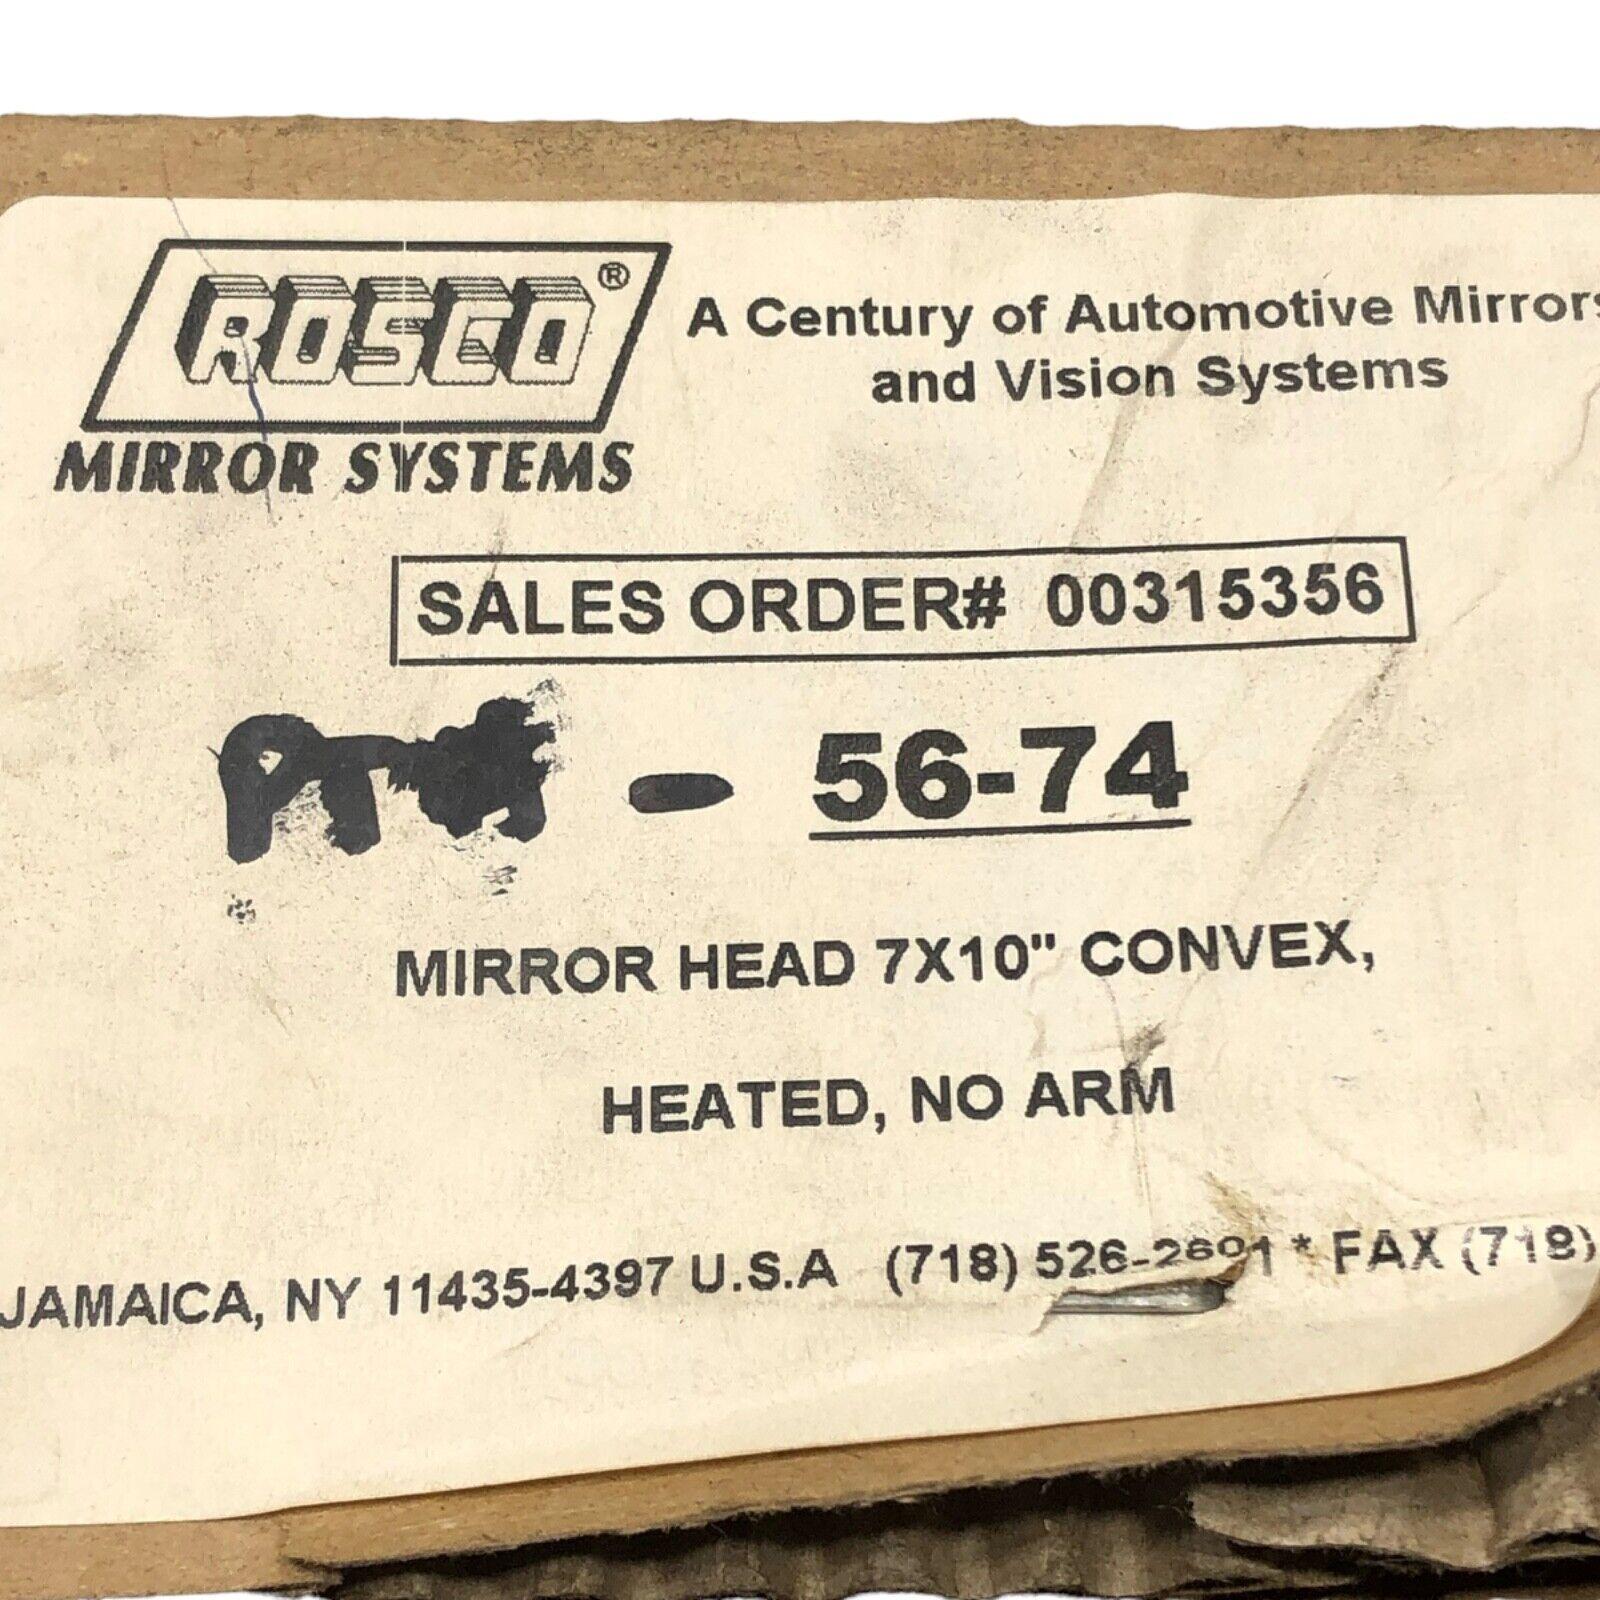 ROSCO®
MIRROR SYSTEMS
A Century of Automotive Mirrors
and Vision Systems
SALES ORDER# 00315356
- 56-74
MIRROR HEAD 7X10" CONVEX,
HEATED, NO ARM
JAMAICA, NY 11435-4397 U.S.A (718) * FAX (718)